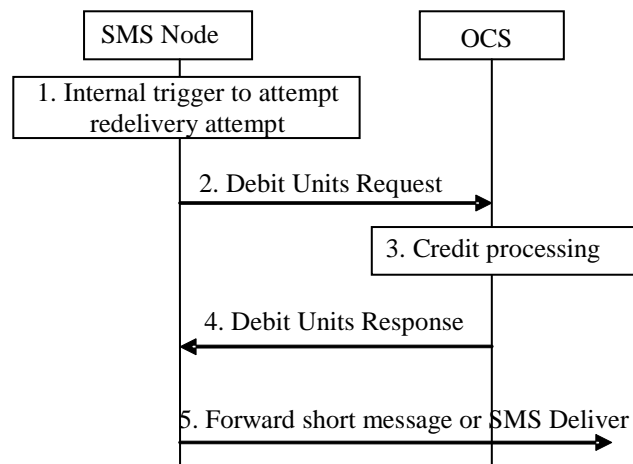 SMS Node
OCS
1. Internal trigger to attempt
redelivery attempt
2. Debit Units Request
3. Credit processing
4. Debit Units Response
5. Forward short message or SMS Deliver